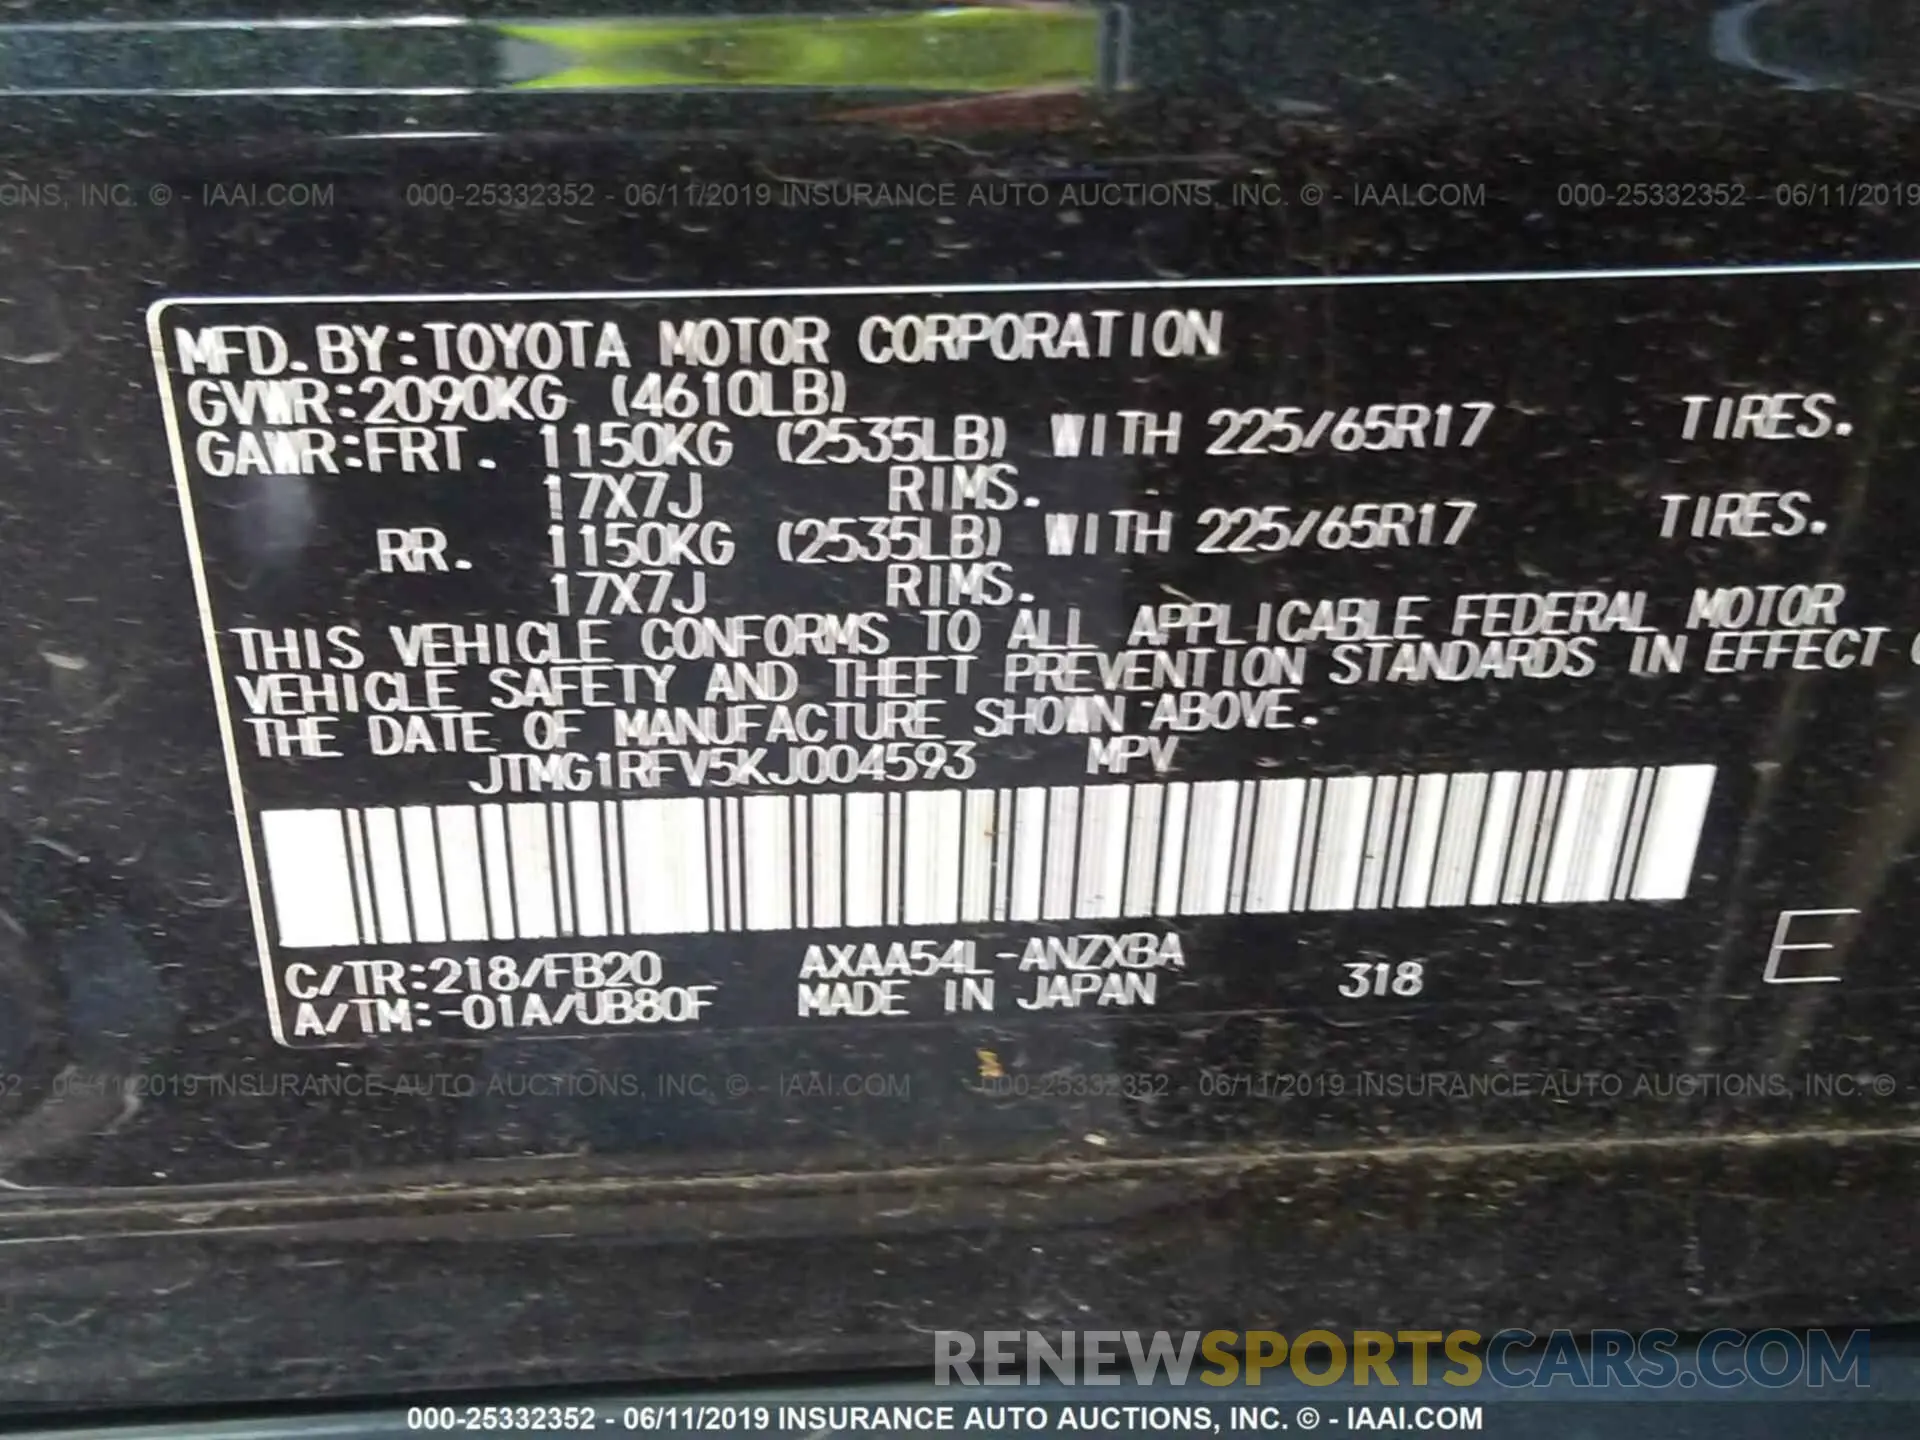 ONS, INC. © - IAAI.COM 000-25332352 - 06/11/2019 INSURANCE AUTO AUCTIONS, INC. © - IAAI.COM 000-25332352 - 06/11/2019
MFD.BY:TOYOTA MOTOR CORPORATION
GVWR:2090KG (4610LB)
GAWR:FRT. 1150KG (2535LB) WITH 225/65R17 TIRES.
17X7J RIMS.
RR. 1150KG (2535LB) WITH 225/65R17 TIRES.
17X7J RIMS.
THIS VEHICLE CONFORMS TO ALL APPLICABLE FEDERAL MOTOR
VEHICLE SAFETY AND THEFT PREVENTION STANDARDS IN EFFECT
THE DATE OF MANUFACTURE SHOWN ABOVE.
JTMG1RFV5KJ004593 MPV
C/TR:218/FB20 AXAA54L-ANZXBA 318 E
A/TM:-01A/UB80F MADE IN JAPAN
52 - 06/11/2019 INSURANCE AUTO AUCTIONS, INC. © - IAAI.COM 000-25332352 - 06/11/2019 INSURANCE AUTO AUCTIONS, INC. © -
RENEWSPORTSCARS.COM
000-25332352 - 06/11/2019 INSURANCE AUTO AUCTIONS, INC. © - IAAI.COM